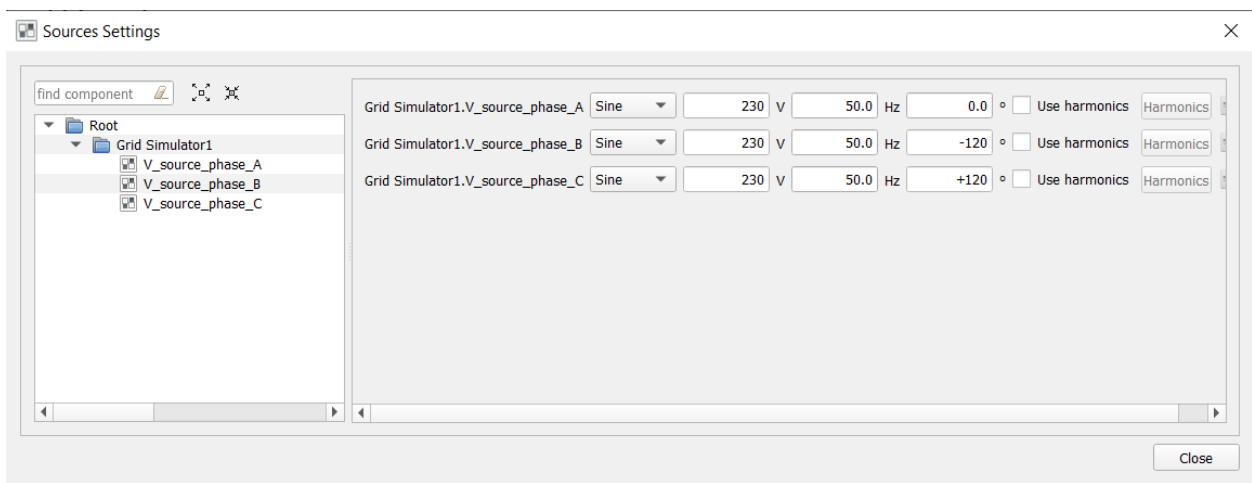 Sources Settings
find component
Root
Grid Simulator1
V_source_phase_A
V_source_phase_B
V_source_phase_C
Grid Simulator1.V_source_phase_A Sine 230 V 50.0 Hz 0.0 ° Use harmonics Harmonics
Grid Simulator1.V_source_phase_B Sine 230 V 50.0 Hz -120 ° Use harmonics Harmonics
Grid Simulator1.V_source_phase_C Sine 230 V 50.0 Hz +120 ° Use harmonics Harmonics
Close